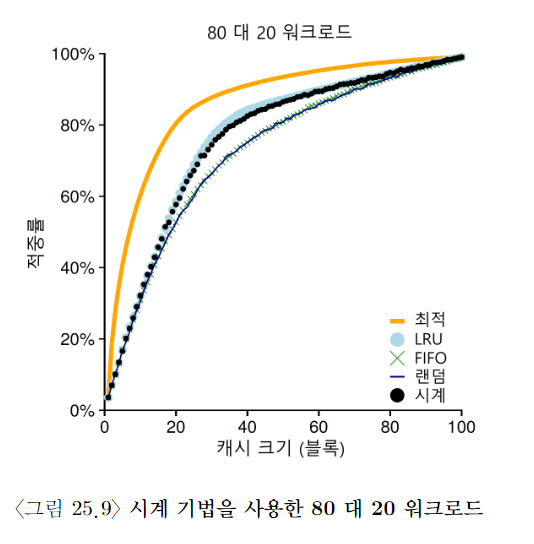 80 대 20 워크로드
100%
80%
60%
40%
20%
0%
적중률
최적
LRU
FIFO
랜덤
시계
0 20 40 60 80 100
캐시 크기 (블록)
〈그림 25.9〉 시계 기법을 사용한 80 대 20 워크로드